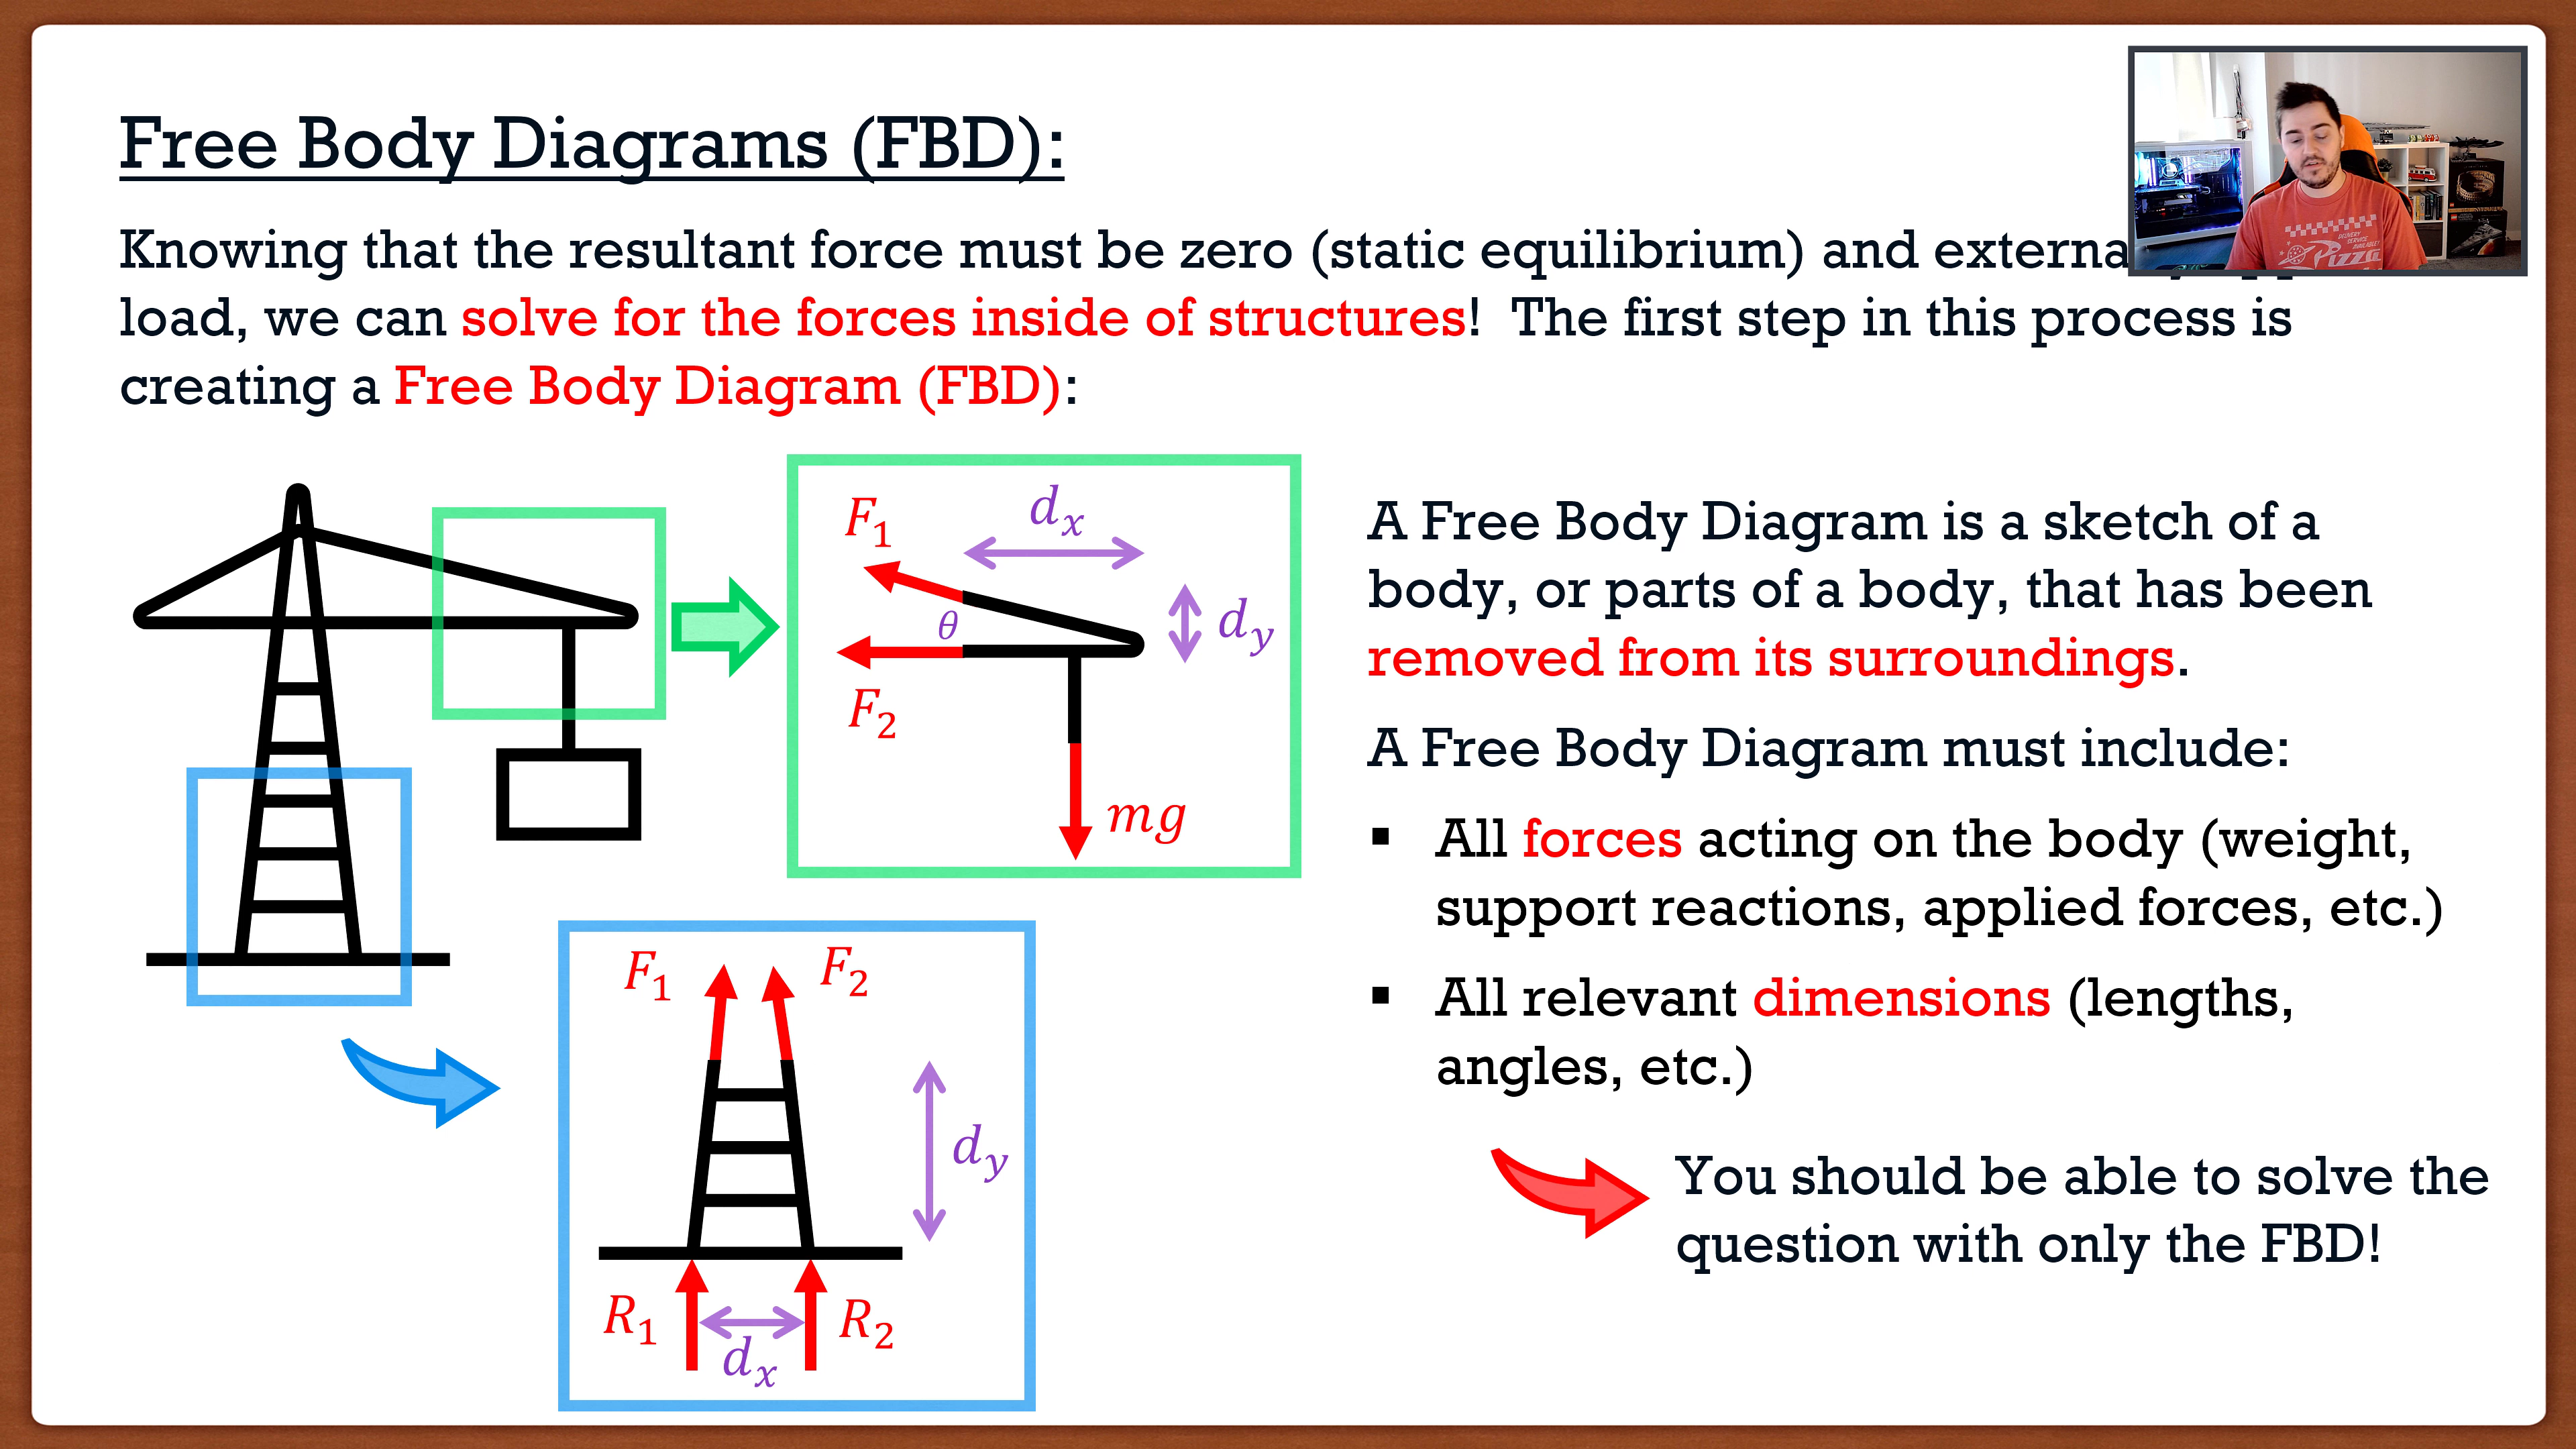 Free Body Diagrams (FBD):
Knowing that the resultant force must be zero (static equilibrium) and
load, we can solve for the forces inside of structures! The first step in this process is
creating a Free Body Diagram (FBD):
F₁
dₓ
θ
d_y
F₂
mg
A Free Body Diagram is a sketch of a
body, or parts of a body, that has been
removed from its surroundings.
A Free Body Diagram must include:
▪ All forces acting on the body (weight,
support reactions, applied forces, etc.)
▪ All relevant dimensions (lengths,
angles, etc.)
You should be able to solve the
question with only the FBD!
F₁
F₂
d_y
R₁
dₓ
R₂
PIZZA